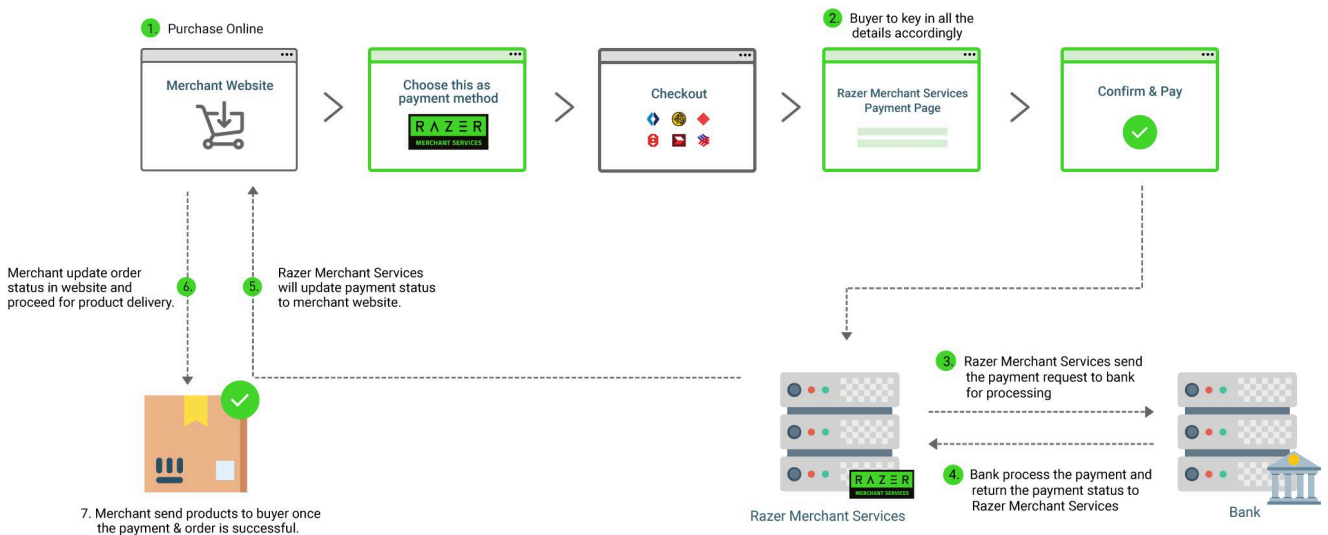 1. Purchase Online
2. Buyer to key in all the
details accordingly
Merchant Website
Choose this as
payment method
RAZER
MERCHANT SERVICES
Checkout
Razer Merchant Services
Payment Page
Confirm & Pay
Merchant update order
status in website and
proceed for product delivery.
6.
5.
Razer Merchant Services
will update payment status
to merchant website.
3. Razer Merchant Services send
the payment request to bank
for processing
4. Bank process the payment and
return the payment status to
Razer Merchant Services
RAZER
MERCHANT SERVICES
Razer Merchant Services
Bank
7. Merchant send products to buyer once
the payment & order is successful.